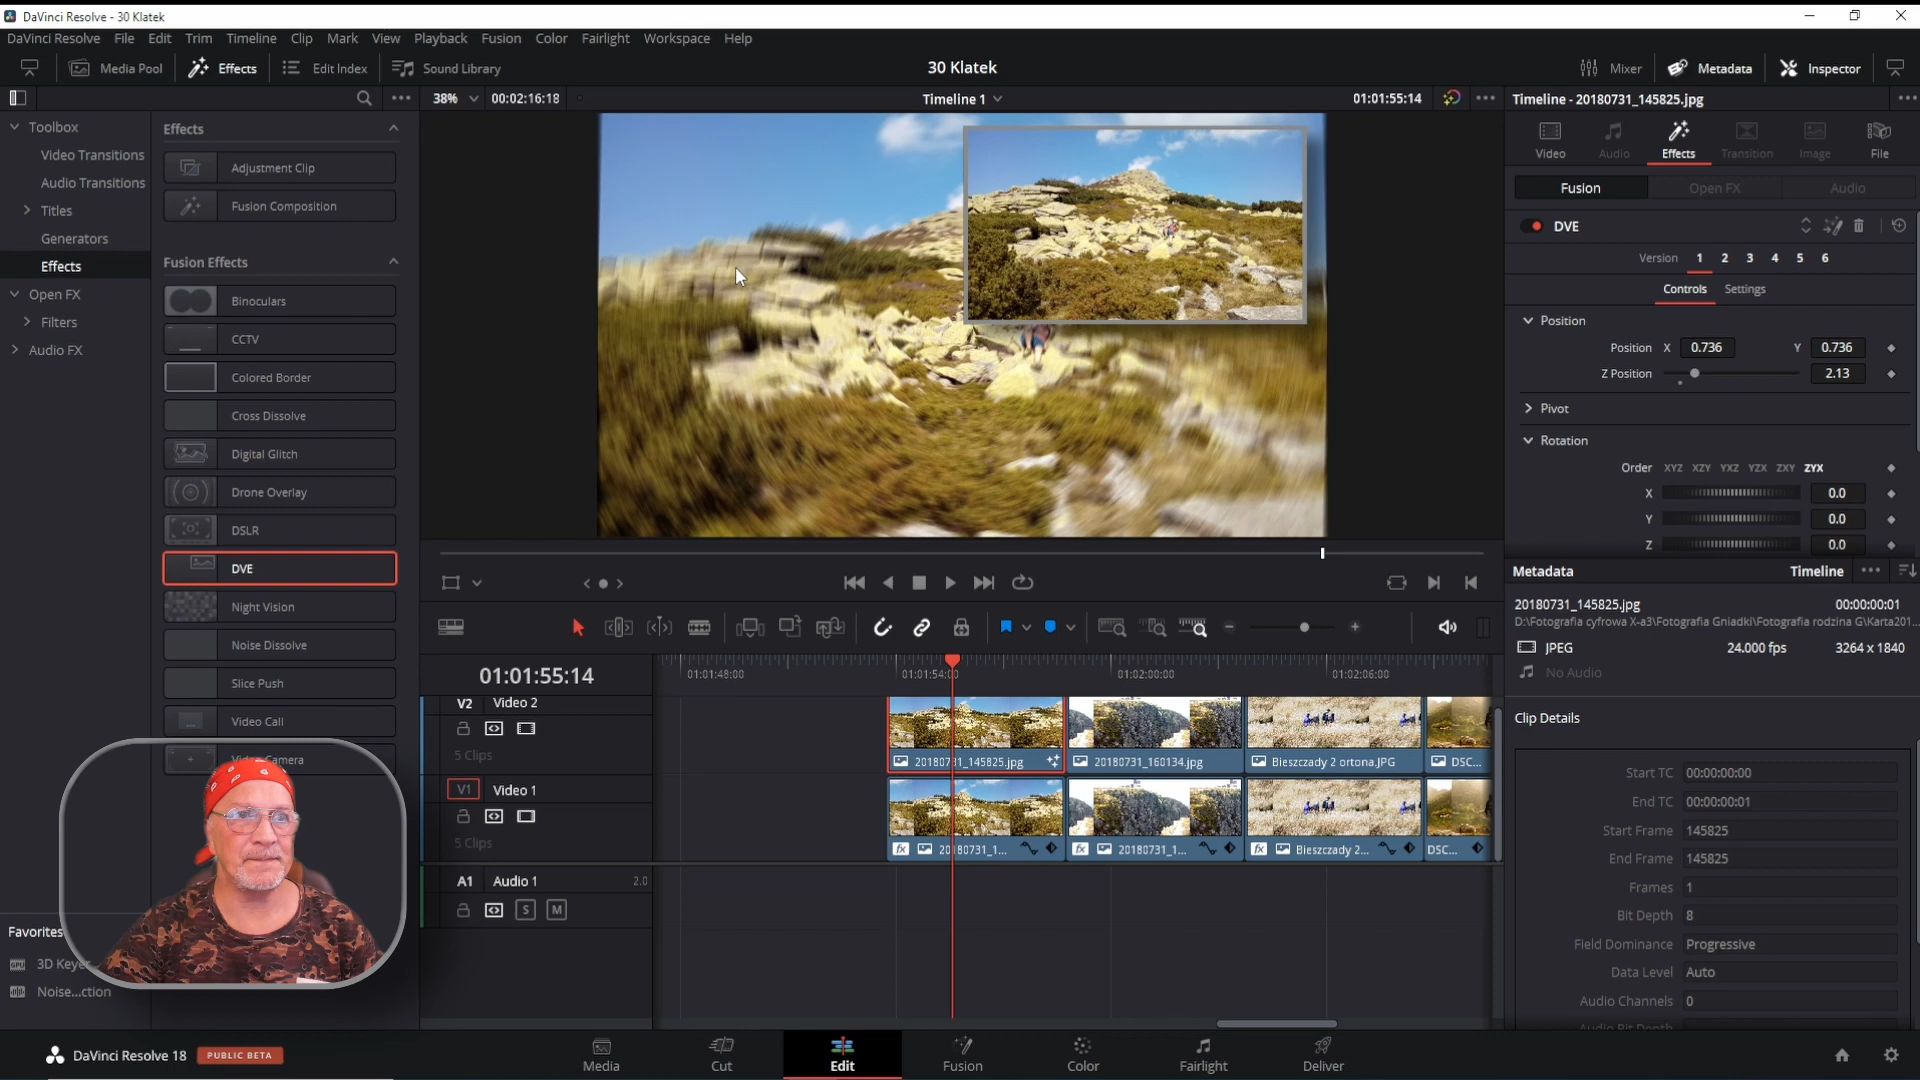 DaVinci Resolve - 30 Klatek
DaVinci Resolve File Edit Trim Timeline Clip Mark View Playback Fusion Color Fairlight Workspace Help
Media Pool Effects Edit Index Sound Library 30 Klatek Mixer Metadata Inspector
38% 00:02:16:18 Timeline 1 01:01:55:14 Timeline - 20180731_145825.jpg
Toolbox
Video Transitions
Audio Transitions
Titles
Generators
Effects
Open FX
Filters
Audio FX
Effects
Adjustment Clip
Fusion Composition
Fusion Effects
Binoculars
CCTV
Colored Border
Cross Dissolve
Digital Glitch
Drone Overlay
DSLR
DVE
Night Vision
Noise Dissolve
Slice Push
Video Call
Camera
Favorites
3D Keye
Noise...ction
Video Audio Effects Transition Image File
Fusion Open FX Audio
DVE
Version 1 2 3 4 5 6
Controls Settings
Position
Position X 0.736 Y 0.736
Z Position 2.13
Pivot
Rotation
Order XYZ XZY YXZ YZX ZXY ZYX
X 0.0
Y 0.0
Z 0.0
Metadata Timeline
20180731_145825.jpg 00:00:00:01
D:\Fotografia cyfrowa X-a3\Fotografia Gniadki\Fotografia rodzina G\Karta201...
JPEG 24.000 fps 3264 x 1840
No Audio
Clip Details
Start TC 00:00:00:00
End TC 00:00:00:01
Start Frame 145825
End Frame 145825
Frames 1
Bit Depth 8
Field Dominance Progressive
Data Level Auto
Audio Channels 0
Audio Bit Depth
01:01:55:14 01:01:48:00 01:01:54:00 01:02:00:00 01:02:06:00
V2 Video 2
5 Clips
20180731_145825.jpg 20180731_160134.jpg Bieszczady 2 ortona.JPG DSC...
V1 Video 1
5 Clips
fx 20180731_1... fx 20180731_1... fx Bieszczady 2... DSC...
A1 Audio 1 2.0
S M
DaVinci Resolve 18 PUBLIC BETA
Media Cut Edit Fusion Color Fairlight Deliver